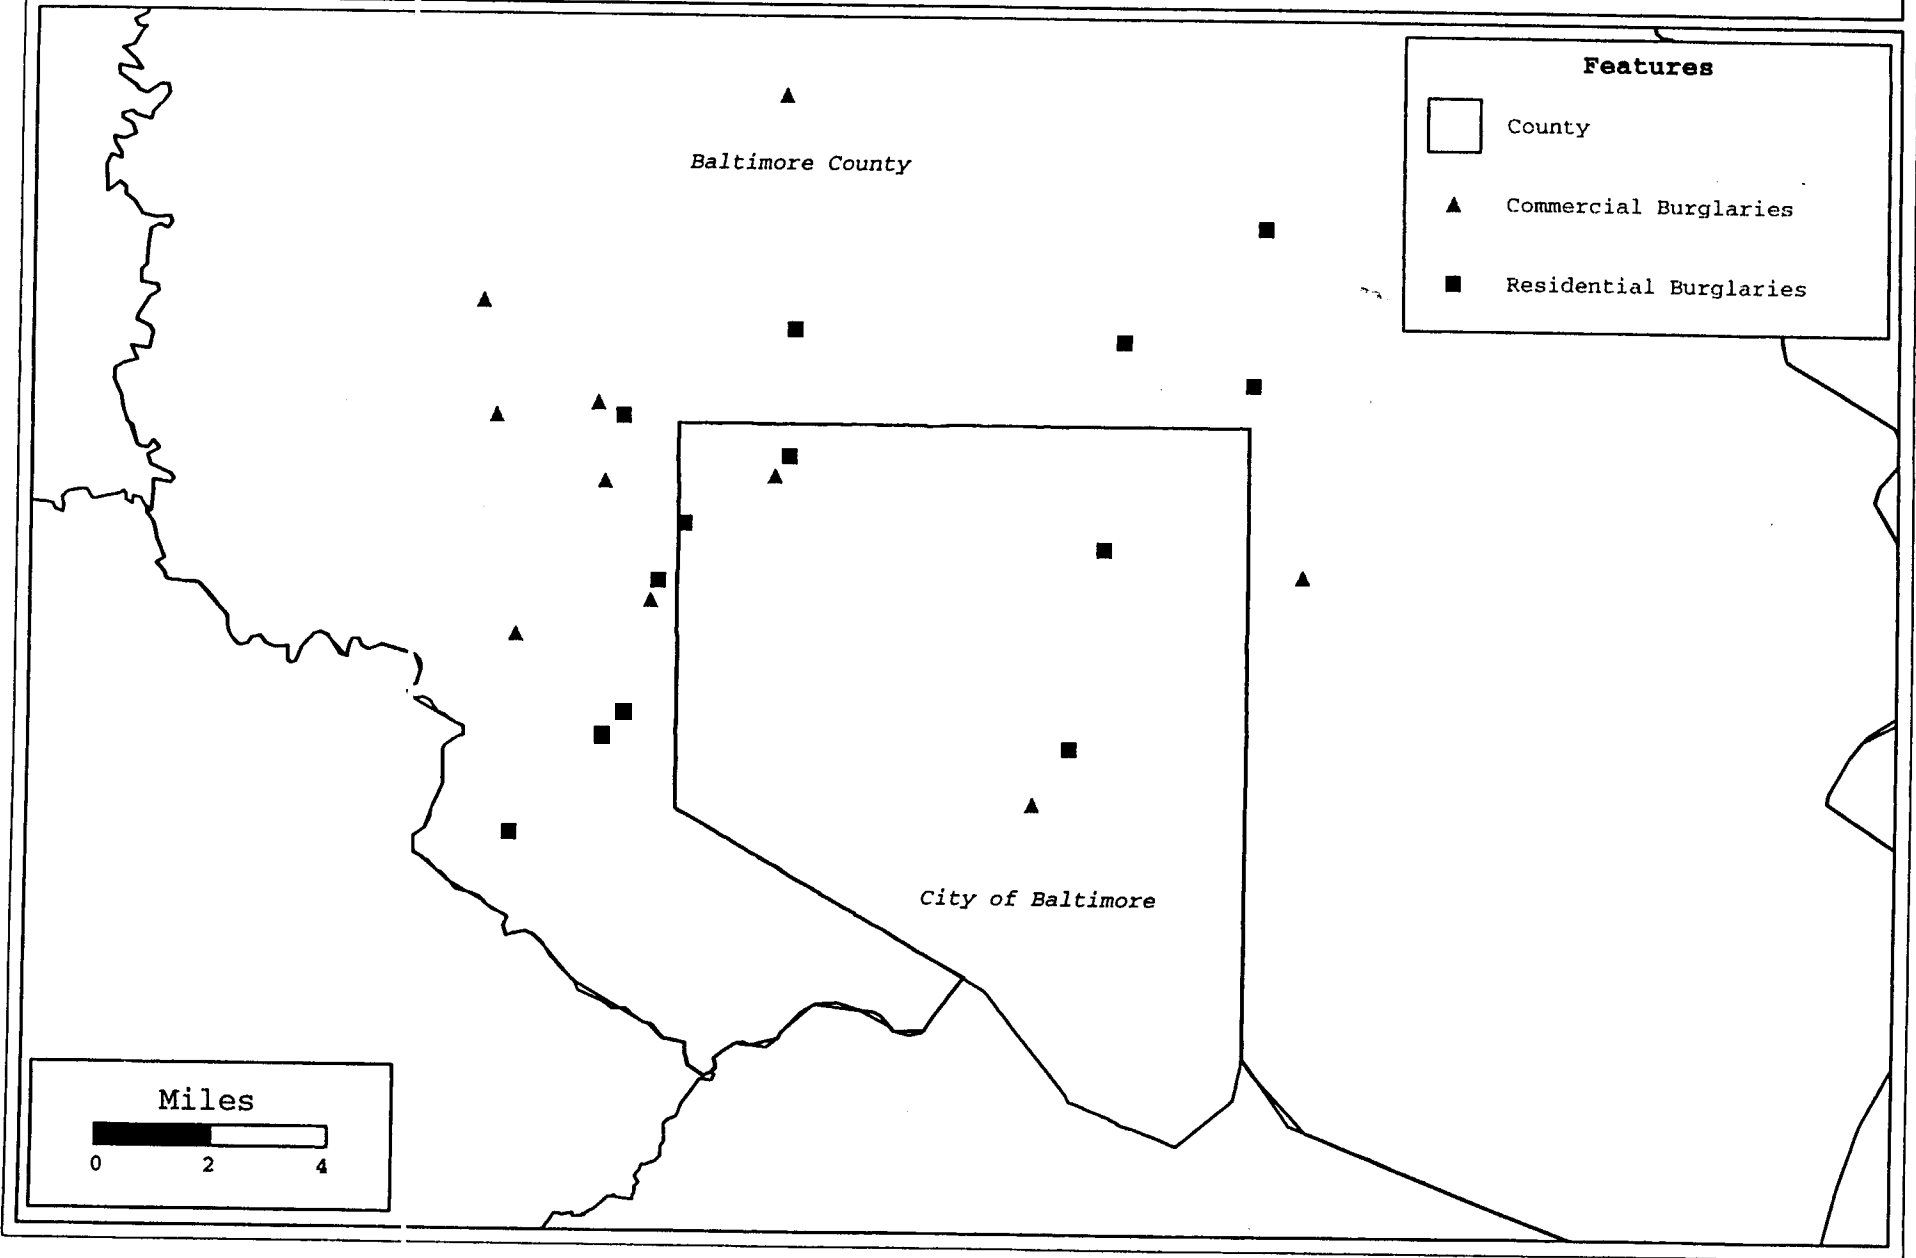 Features
County
Commercial Burglaries
Residential Burglaries
Baltimore County
City of Baltimore
Miles
0 2 4